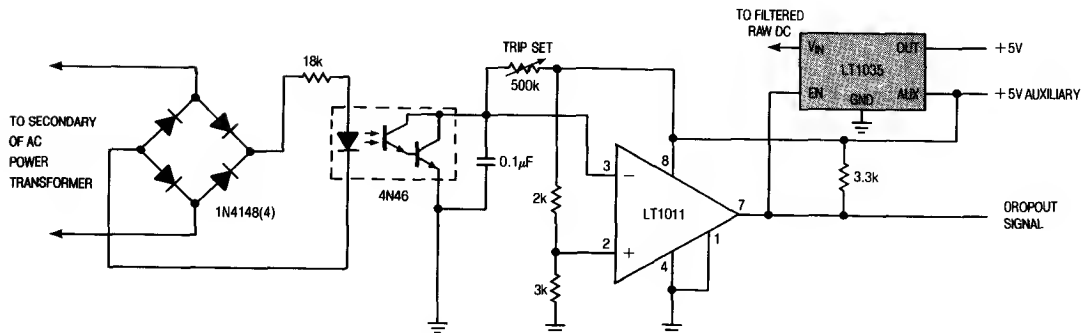 TO FILTERED
RAW DC
VIN
OUT
LT1035
EN
AUX
GND
+5V
+5V AUXILIARY
TRIP SET
500k
18k
TO SECONDARY
OF AC
POWER
TRANSFORMER
1N4148(4)
4N46
0.1µF
3
−
8
LT1011
7
3.3k
2k
2
+
4
1
3k
DROPOUT
SIGNAL